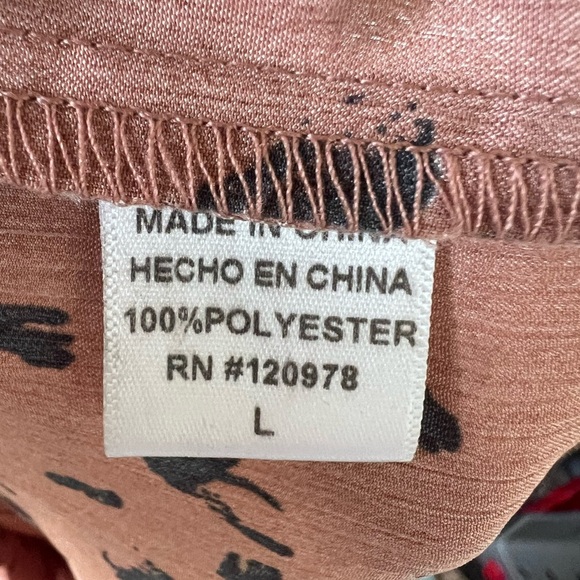 MADE IN CHINA
HECHO EN CHINA
100%POLYESTER
RN #120978
L